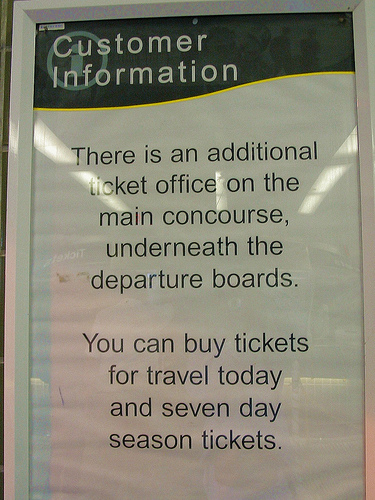 Customer
Information
There is an additional
ticket office on the
main concourse,
underneath the
departure boards.
You can buy tickets
for travel today
and seven day
season tickets.